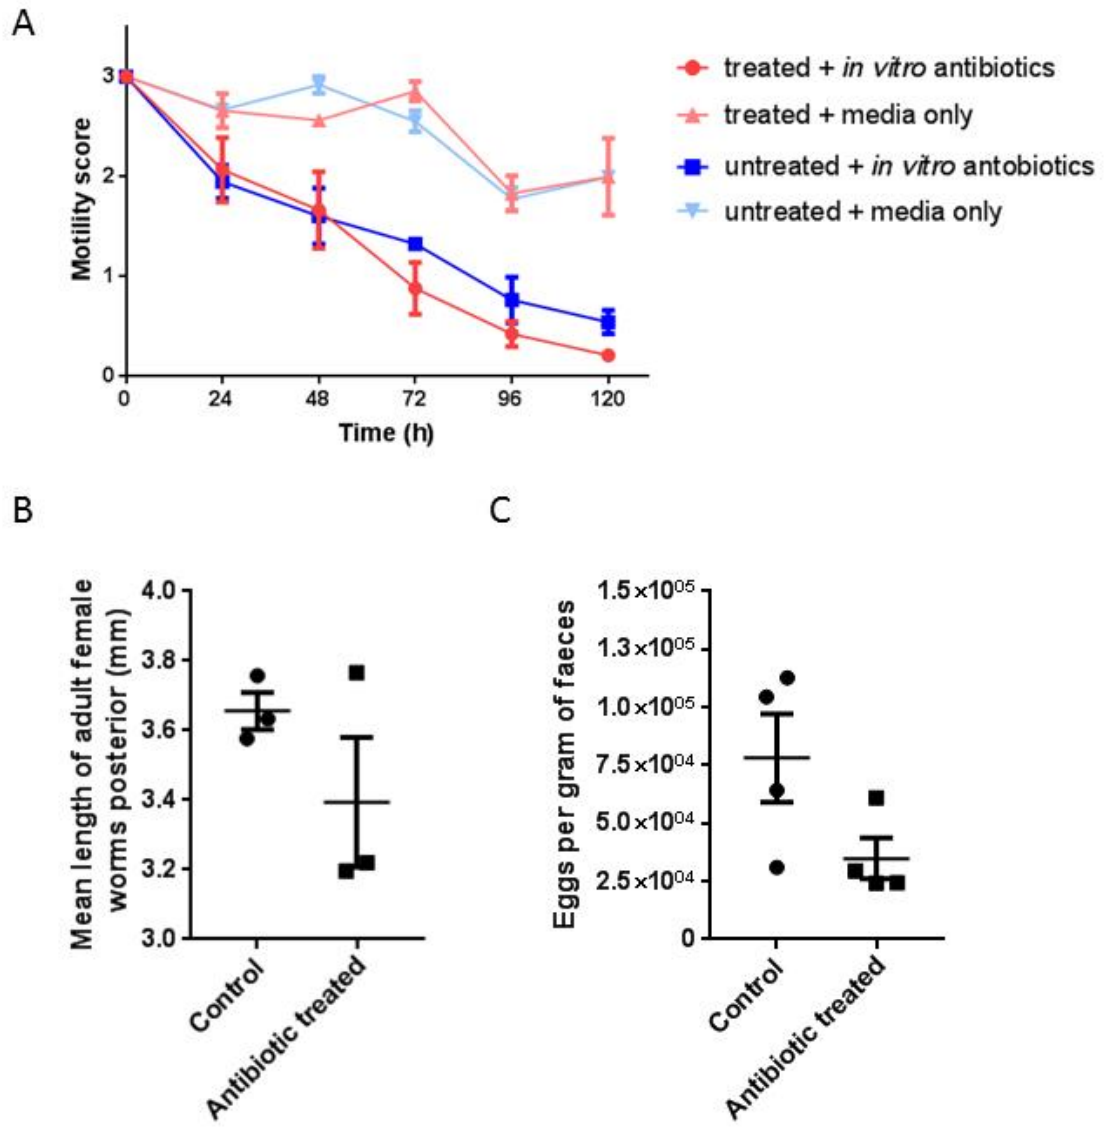 A
3
2
1
0
Motility score
0 24 48 72 96 120
Time (h)
treated + in vitro antibiotics
treated + media only
untreated + in vitro antobiotics
untreated + media only
B
Mean length of adult female
worms posterior (mm)
4.0
3.8
3.6
3.4
3.2
3.0
Control
Antibiotic treated
C
Eggs per gram of faeces
1.5×10⁰⁵
1.3×10⁰⁵
1.0×10⁰⁵
7.5×10⁰⁴
5.0×10⁰⁴
2.5×10⁰⁴
0
Control
Antibiotic treated